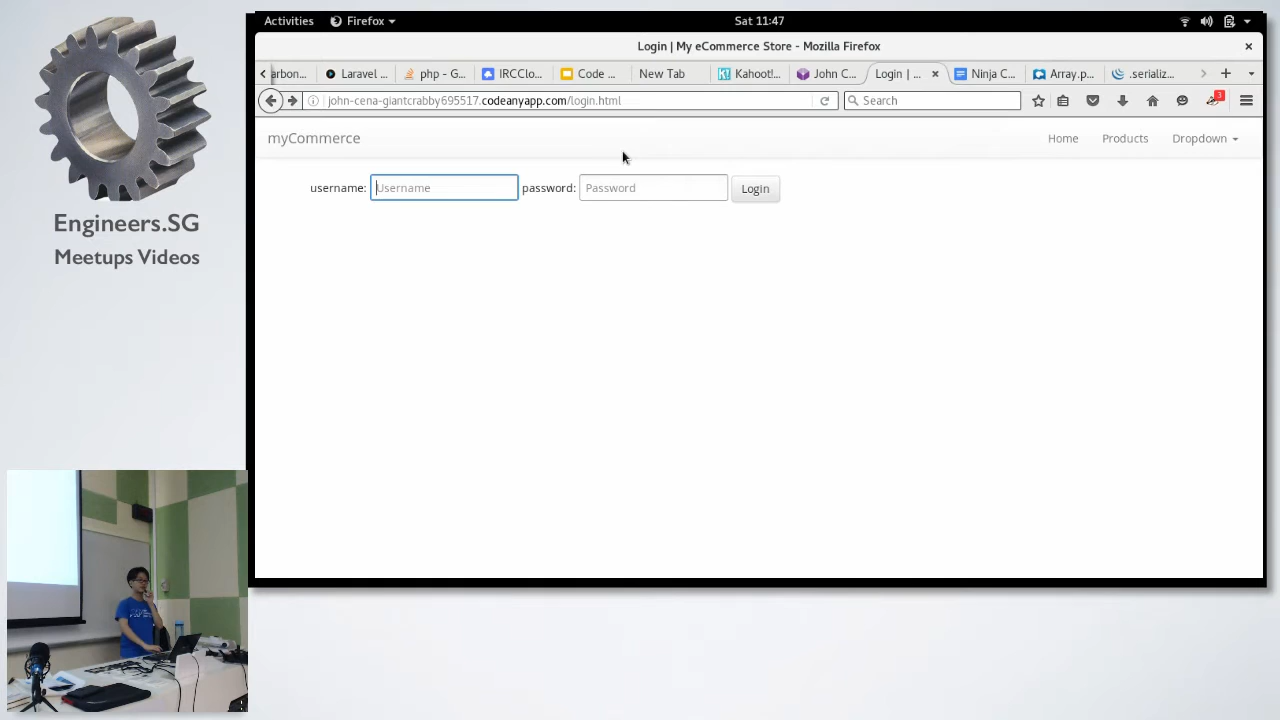 Engineers.SG
Meetups Videos
Activities Firefox Sat 11:47
Login | My eCommerce Store - Mozilla Firefox
arbon... Laravel ... php - G... IRCClo... Code ... New Tab Kahoot!... John C... Login | ... Ninja C... Array.p... .serializ...
john-cena-giantcrabby695517.codeanyapp.com/login.html Search 3
myCommerce Home Products Dropdown
username: Username password: Password Login